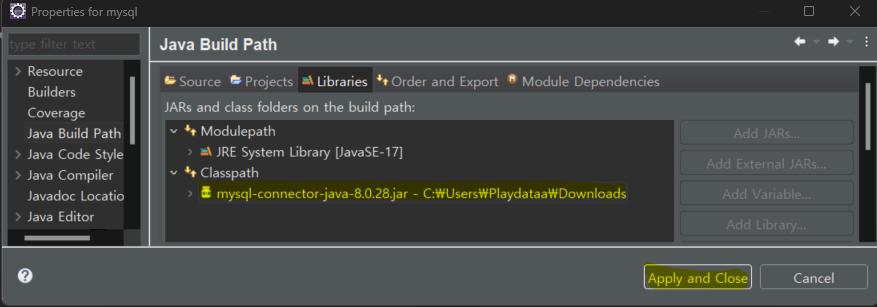 Properties for mysql
type filter text
Java Build Path
Resource
Builders
Coverage
Java Build Path
Java Code Style
Java Compiler
Javadoc Locatio
Java Editor
Source Projects Libraries Order and Export Module Dependencies
JARs and class folders on the build path:
Modulepath
JRE System Library [JavaSE-17]
Classpath
mysql-connector-java-8.0.28.jar - C:₩Users₩Playdataa₩Downloads
Add JARs...
Add External JARs...
Add Variable...
Add Library...
Apply and Close
Cancel